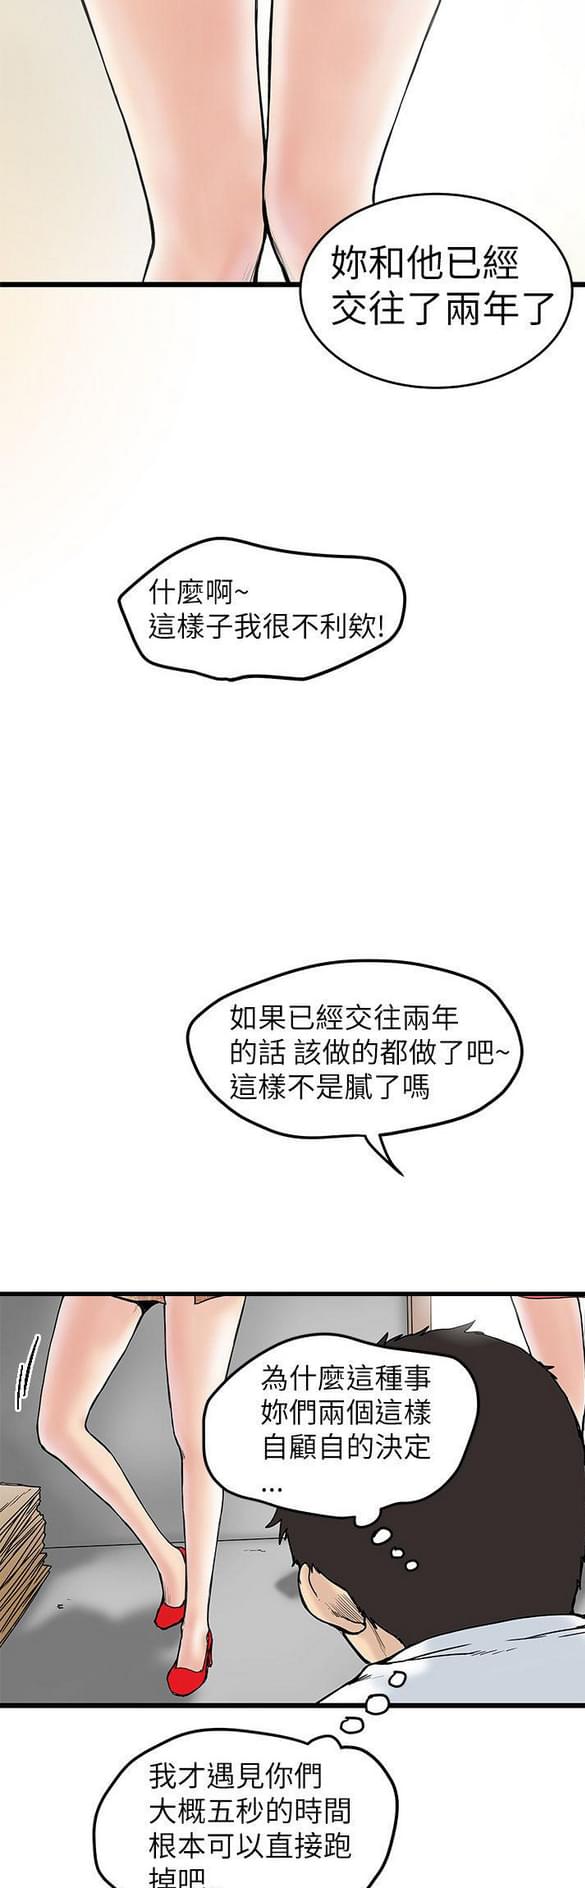 妳和他已經
交往了兩年了
什麼啊~
這樣子我很不利欸!
如果已經交往兩年
的話 該做的都做了吧~
這樣不是膩了嗎
為什麼這種事
妳們兩個這樣
自顧自的決定
...
我才遇見你們
大概五秒的時間
根本可以直接跑
掉吧...